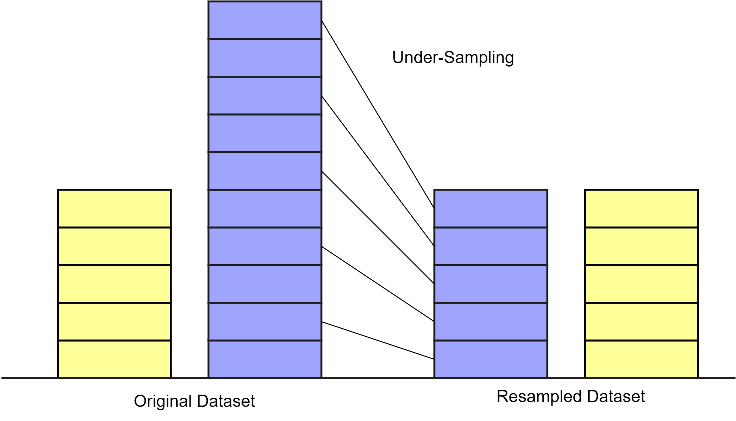 Under-Sampling
Original Dataset
Resampled Dataset